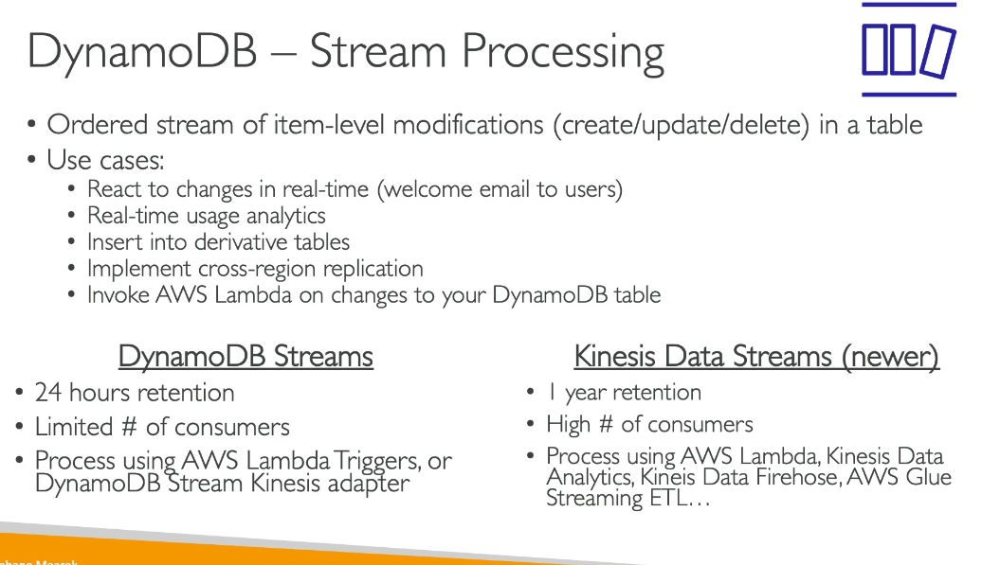 DynamoDB – Stream Processing
• Ordered stream of item-level modifications (create/update/delete) in a table
• Use cases:
• React to changes in real-time (welcome email to users)
• Real-time usage analytics
• Insert into derivative tables
• Implement cross-region replication
• Invoke AWS Lambda on changes to your DynamoDB table
DynamoDB Streams
• 24 hours retention
• Limited # of consumers
• Process using AWS Lambda Triggers, or
DynamoDB Stream Kinesis adapter
Kinesis Data Streams (newer)
• 1 year retention
• High # of consumers
• Process using AWS Lambda, Kinesis Data
Analytics, Kineis Data Firehose, AWS Glue
Streaming ETL…